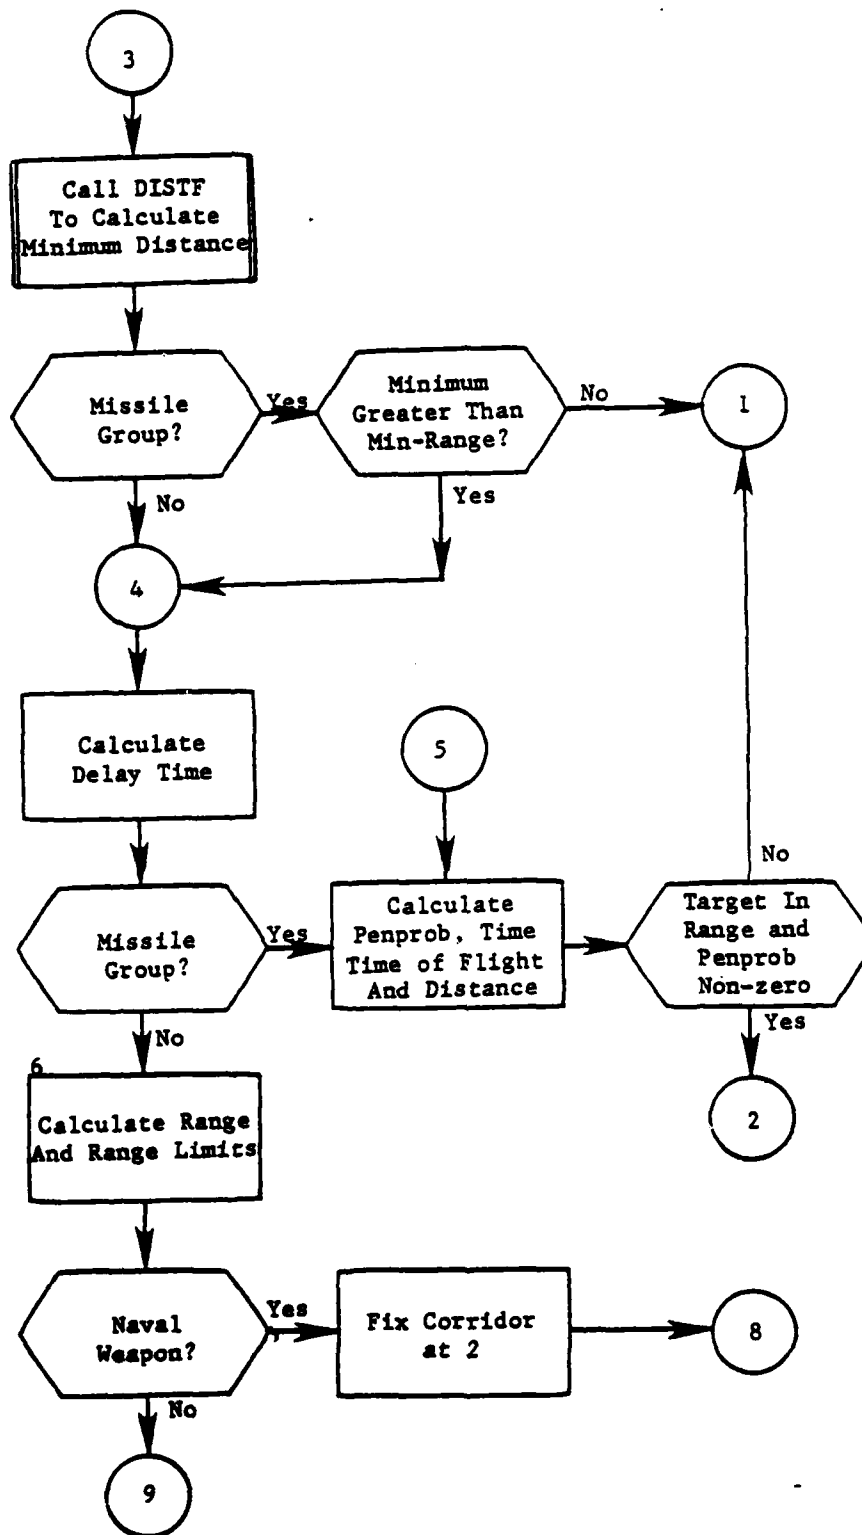 3
Call DISTF
To Calculate
Minimum Distance
Missile
Group?
Yes
Minimum
Greater Than
Min-Range?
No
1
No
Yes
4
Calculate
Delay Time
5
No
Missile
Group?
Yes
Calculate
Penprob, Time
Time of Flight
And Distance
Target In
Range and
Penprob
Non-zero
No
Yes
6
Calculate Range
And Range Limits
2
Naval
Weapon?
Yes
Fix Corridor
at 2
8
No
9